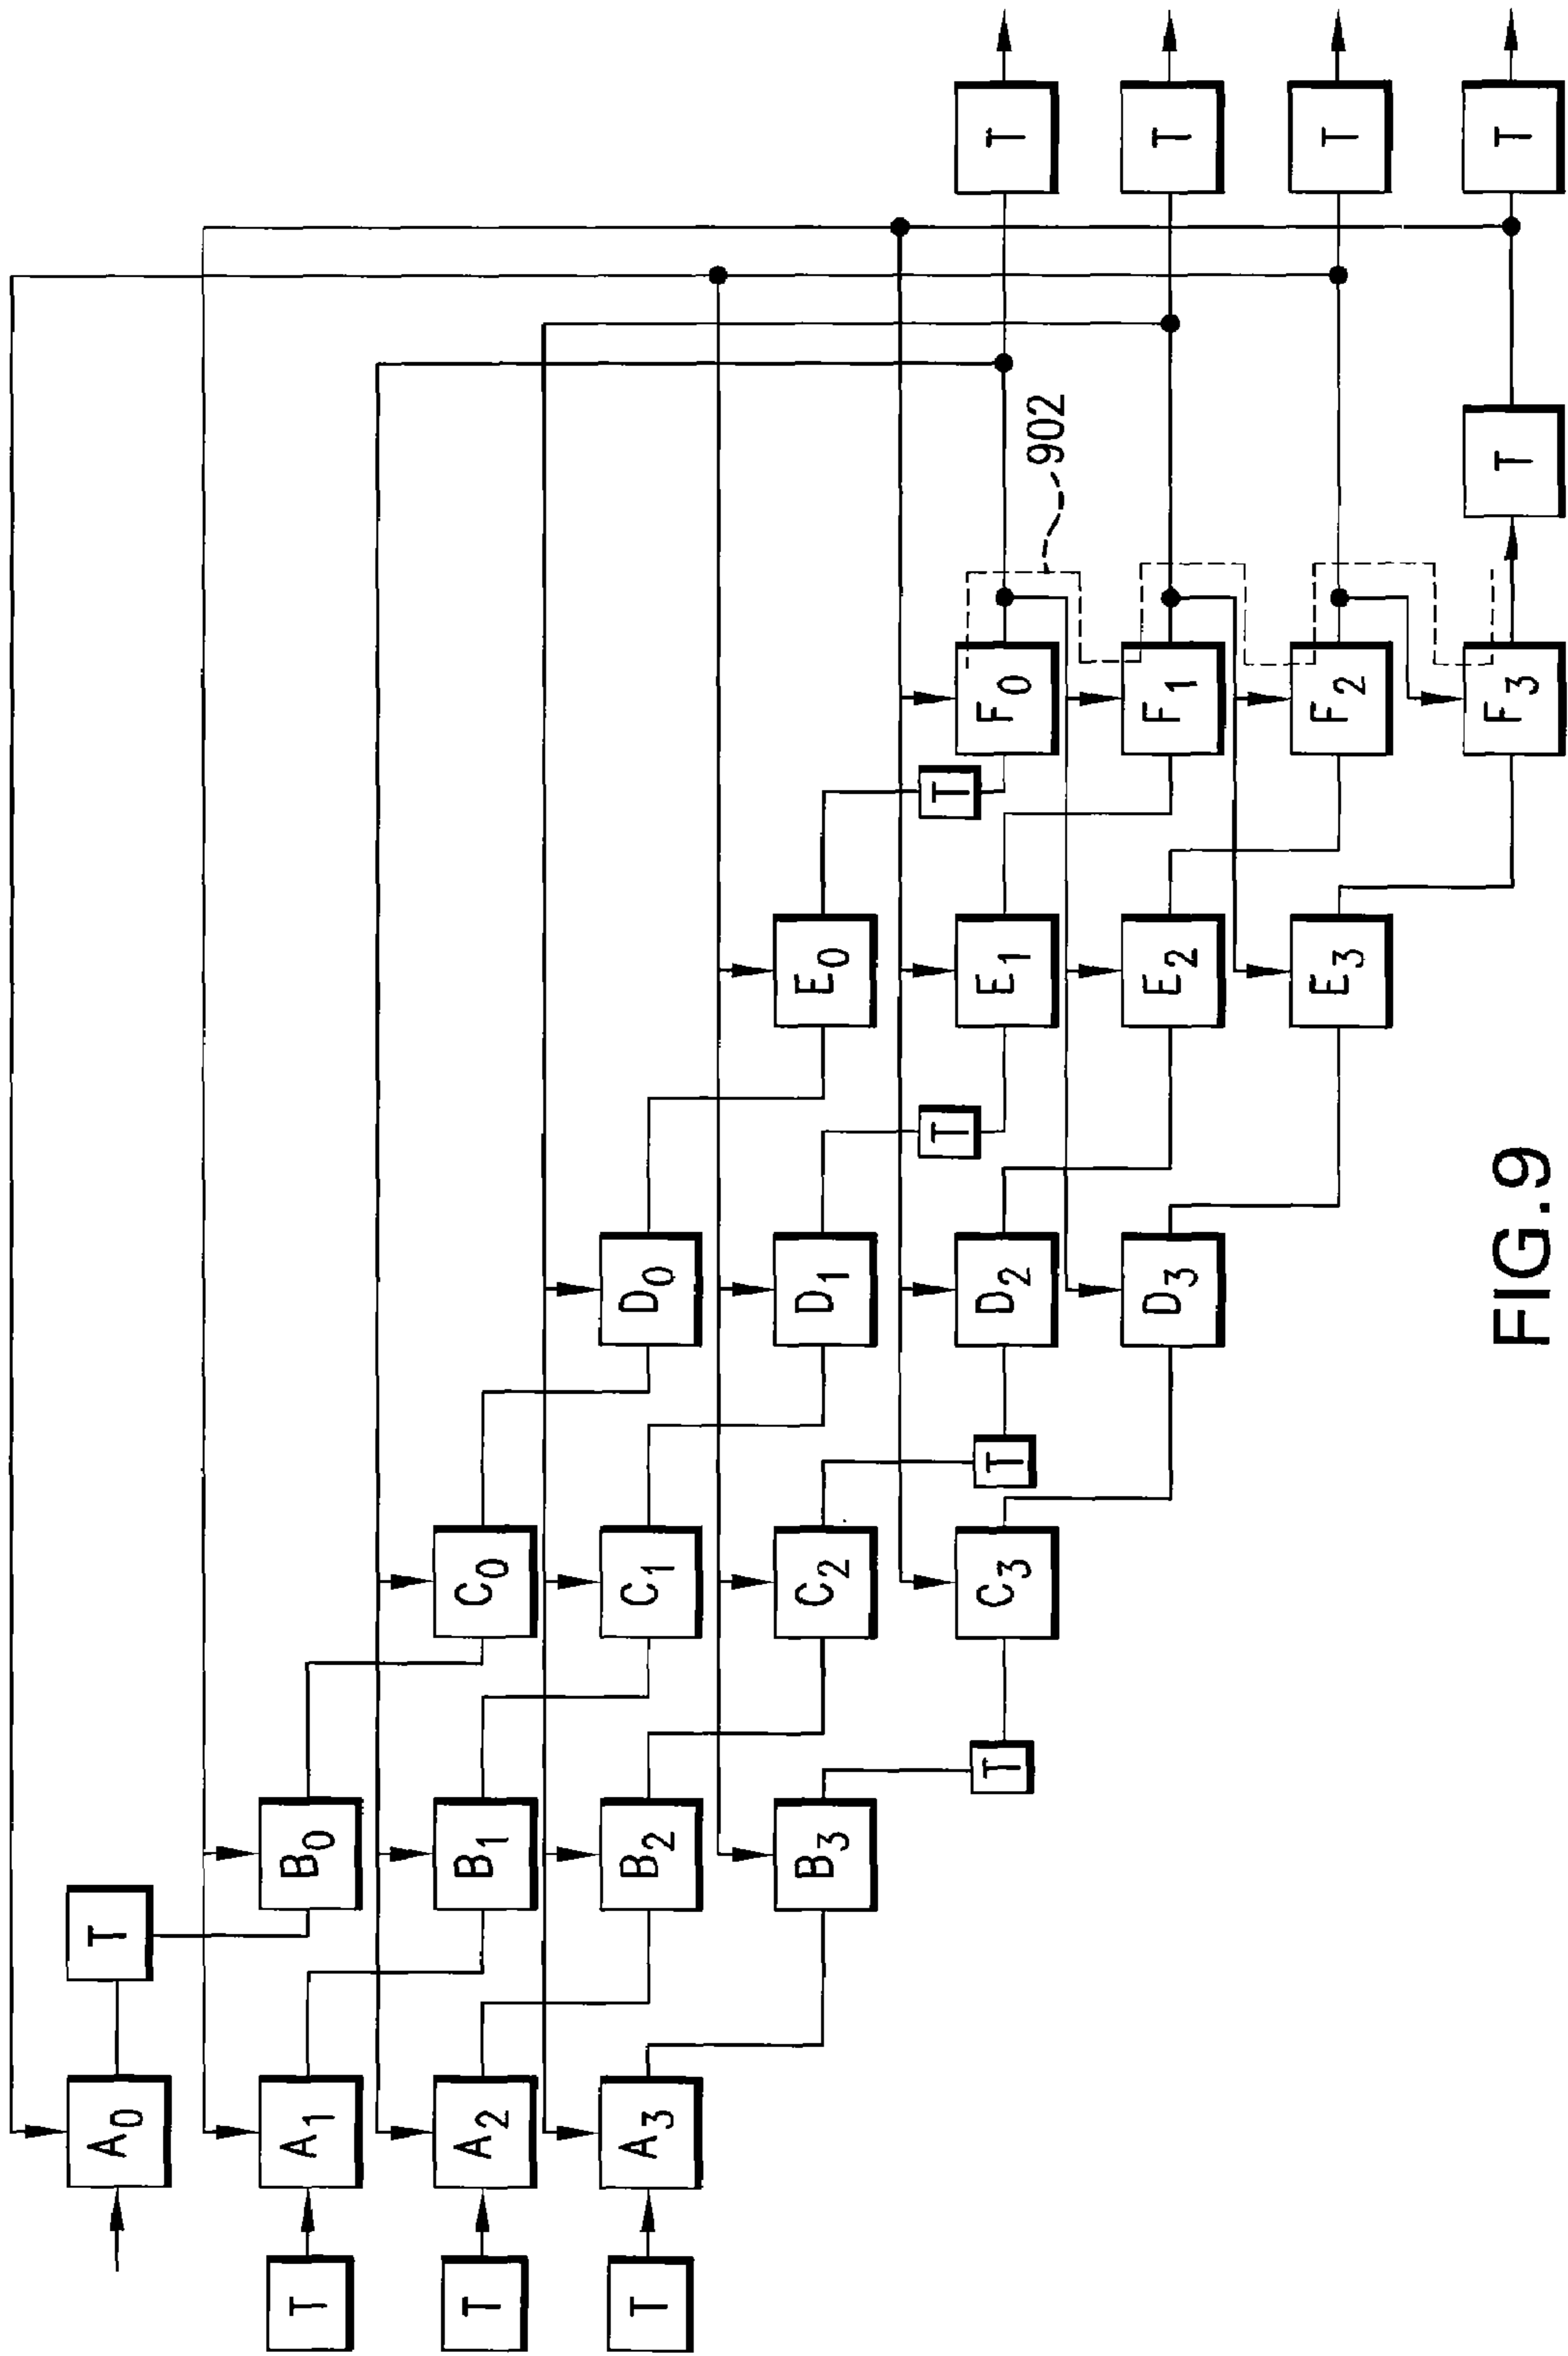 A₀ T
T A₁ B₀
T A₂ B₁ C₀
T A₃ B₂ C₁ D₀
B₃ C₂ D₁ E₀
T C₃ T D₂ T E₁ T F₀ T
902
D₃ E₂ F₁ T
E₃ F₂ T
F₃ T T
FIG.9